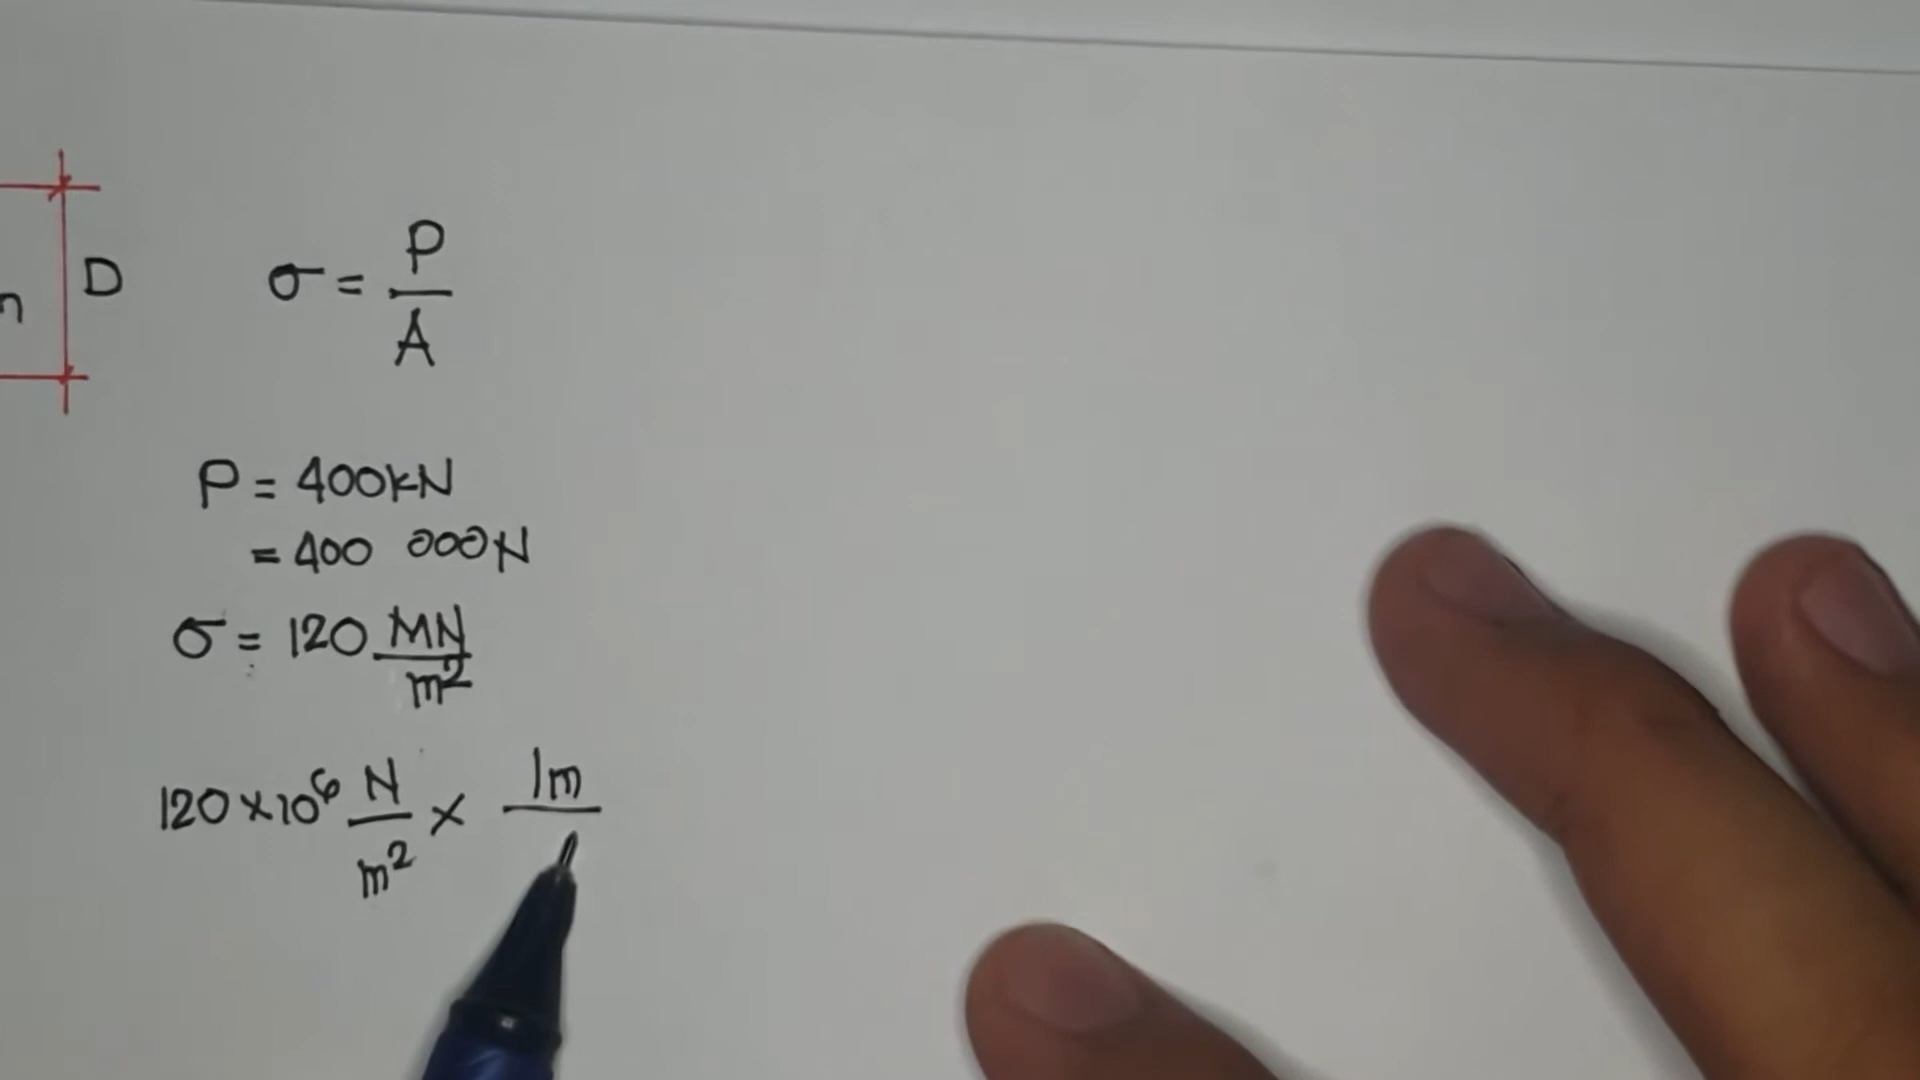 n D
σ = P/A
P = 400kN
= 400 000N
σ = 120 MN/m²
120 × 10⁶ N/m² × 1m/